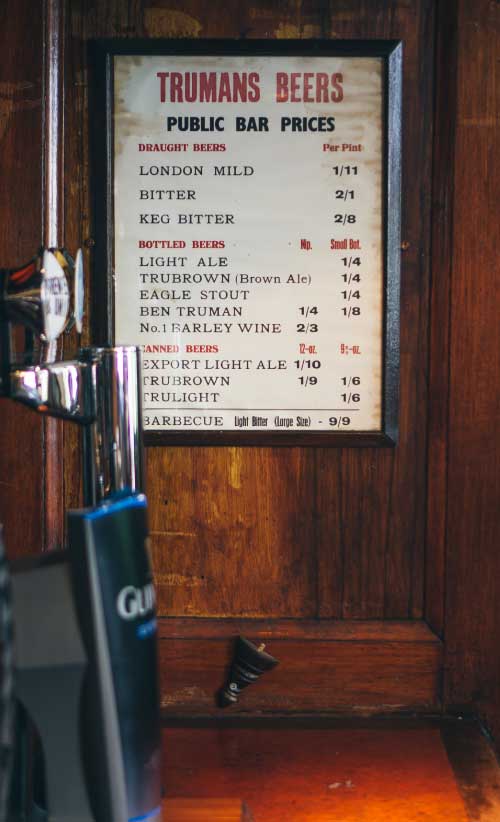 TRUMANS BEERS
PUBLIC BAR PRICES
DRAUGHT BEERS Per Pint
LONDON MILD 1/11
BITTER 2/1
KEG BITTER 2/8
BOTTLED BEERS Nip. Small Bot.
LIGHT ALE 1/4
TRUBROWN (Brown Ale) 1/4
EAGLE STOUT 1/4
BEN TRUMAN 1/4 1/8
No.1 BARLEY WINE 2/3
CANNED BEERS 12-oz.
EXPORT LIGHT ALE 1/10
TRUBROWN 1/9 1/6
TRULIGHT 1/6
BARBECUE Light Bitter (Large Size) - 9/9
GUI